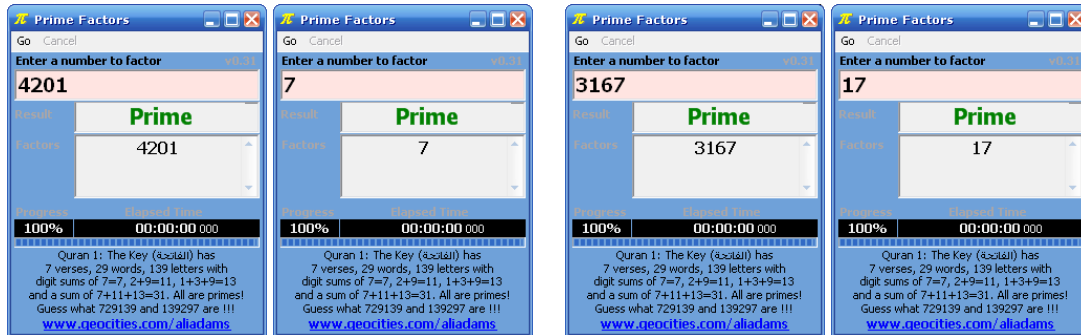 Prime Factors
Go Cancel
Enter a number to factor v0.31
4201
Result Prime
Factors 4201
Progress Elapsed Time
100% 00:00:00 000
Quran 1: The Key (الفاتحة) has
7 verses, 29 words, 139 letters with
digit sums of 7=7, 2+9=11, 1+3+9=13
and a sum of 7+11+13=31. All are primes!
Guess what 729139 and 139297 are !!!
www.geocities.com/aliadams
Prime Factors
Go Cancel
Enter a number to factor v0.31
7
Result Prime
Factors 7
Progress Elapsed Time
100% 00:00:00 000
Quran 1: The Key (الفاتحة) has
7 verses, 29 words, 139 letters with
digit sums of 7=7, 2+9=11, 1+3+9=13
and a sum of 7+11+13=31. All are primes!
Guess what 729139 and 139297 are !!!
www.geocities.com/aliadams
Prime Factors
Go Cancel
Enter a number to factor v0.31
3167
Result Prime
Factors 3167
Progress Elapsed Time
100% 00:00:00 000
Quran 1: The Key (الفاتحة) has
7 verses, 29 words, 139 letters with
digit sums of 7=7, 2+9=11, 1+3+9=13
and a sum of 7+11+13=31. All are primes!
Guess what 729139 and 139297 are !!!
www.geocities.com/aliadams
Prime Factors
Go Cancel
Enter a number to factor v0.31
17
Result Prime
Factors 17
Progress Elapsed Time
100% 00:00:00 000
Quran 1: The Key (الفاتحة) has
7 verses, 29 words, 139 letters with
digit sums of 7=7, 2+9=11, 1+3+9=13
and a sum of 7+11+13=31. All are primes!
Guess what 729139 and 139297 are !!!
www.geocities.com/aliadams